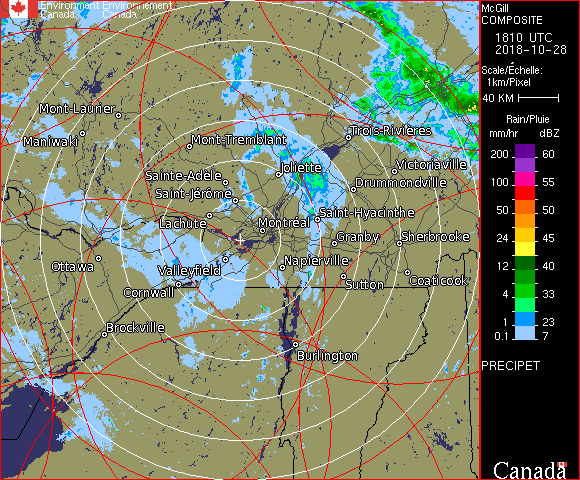 Environment Environnement
Canada Canada
McGill
COMPOSITE
1810 UTC
2018-10-28
Scale/Échelle:
1km/Pixel
40 KM
Rain/Pluie
mm/hr dBZ
200 60
150 57
100 55
50 50
24 45
12 40
4 33
1 23
0.1 7
PRECIPET
Canada
Mont-Laurier
Maniwaki
Mont-Tremblant
Trois-Rivières
Joliette
Victoriaville
Sainte-Adèle
Drummondville
Saint-Jérôme
Saint-Hyacinthe
Lachute
Montréal
Granby
Sherbrooke
Ottawa
Valleyfield
Napierville
Cornwall
Sutton
Coaticook
Brockville
Burlington